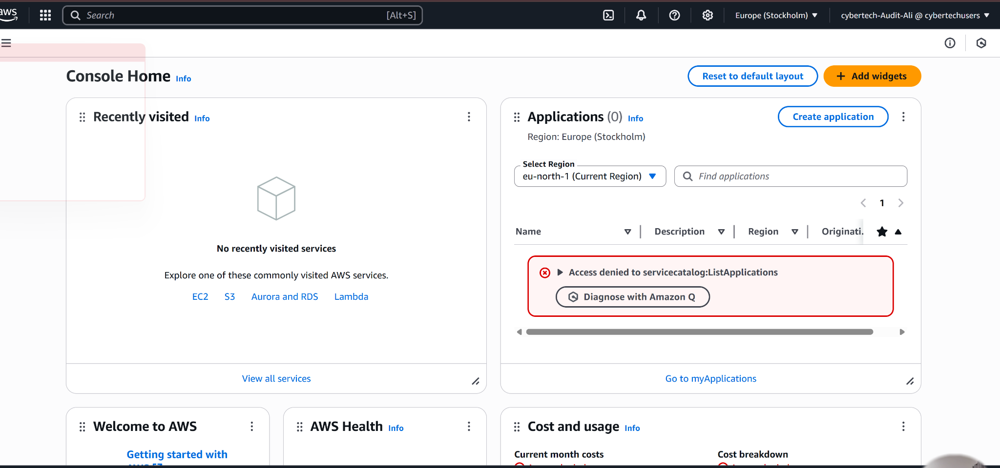 aws
Search [Alt+S]
Europe (Stockholm)
cybertech-Audit-Ali @ cybertechusers
Console Home Info
Reset to default layout
Add widgets
Recently visited Info
No recently visited services
Explore one of these commonly visited AWS services.
EC2 S3 Aurora and RDS Lambda
View all services
Applications (0) Info
Create application
Region: Europe (Stockholm)
Select Region
eu-north-1 (Current Region)
Find applications
1
Name Description Region Originati.
Access denied to servicecatalog:ListApplications
Diagnose with Amazon Q
Go to myApplications
Welcome to AWS
Getting started with
AWS Health Info
Cost and usage Info
Current month costs
Cost breakdown